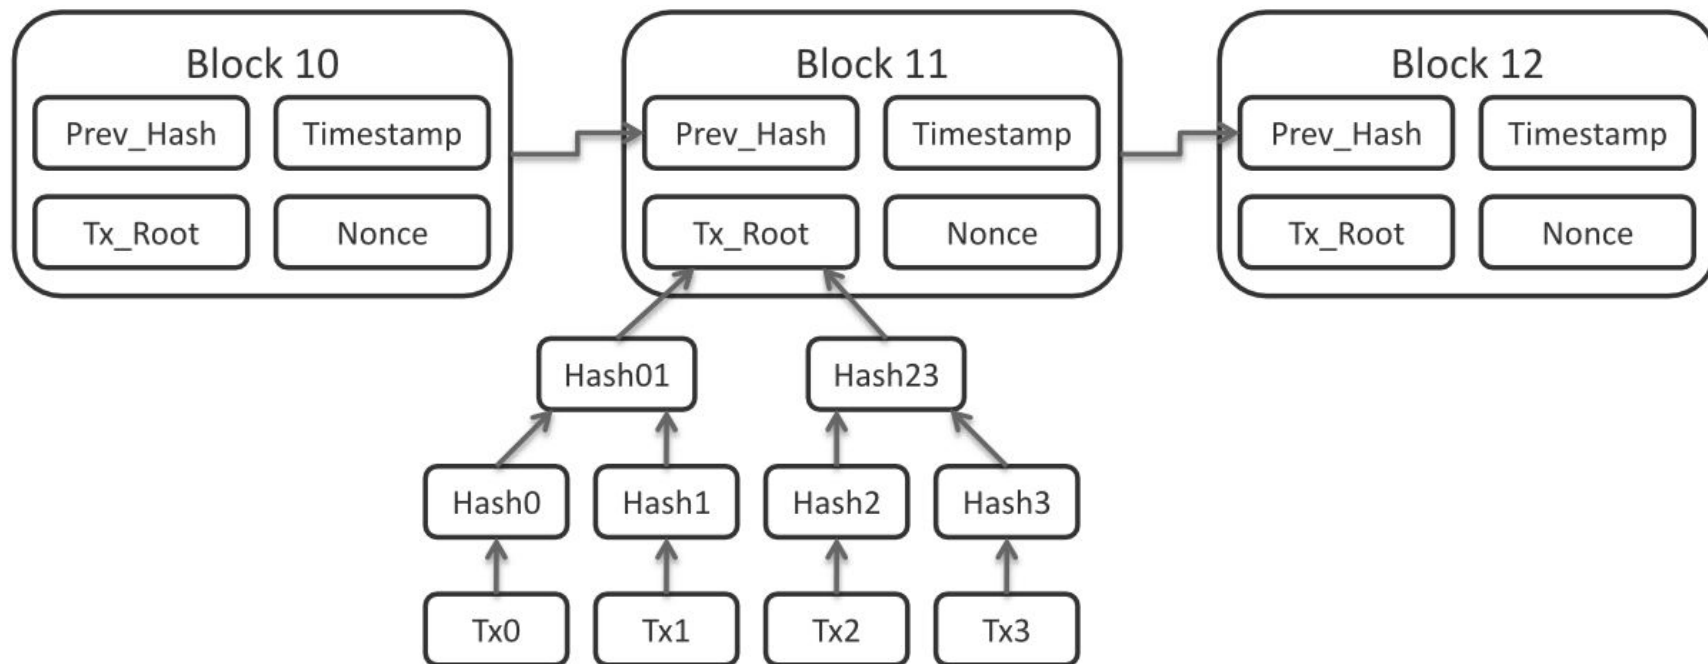 Block 10
Block 11
Block 12
Prev_Hash
Timestamp
Prev_Hash
Timestamp
Prev_Hash
Timestamp
Tx_Root
Nonce
Tx_Root
Nonce
Tx_Root
Nonce
Hash01
Hash23
Hash0
Hash1
Hash2
Hash3
Tx0
Tx1
Tx2
Tx3